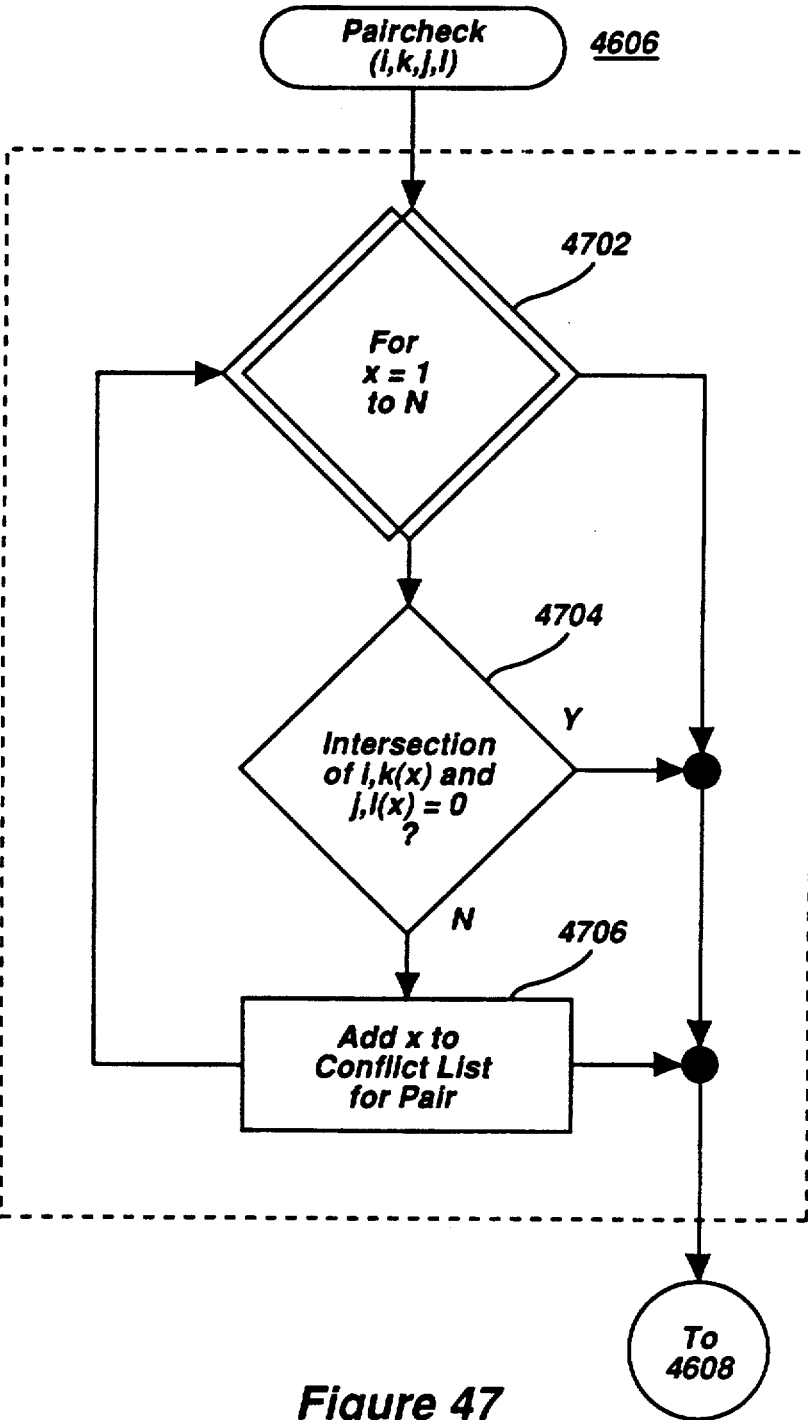 Paircheck
(i,k,j,l)
4606
4702
For
x = 1
to N
4704
Y
Intersection
of i,k(x) and
j,l(x) = 0
?
N
4706
Add x to
Conflict List
for Pair
To
4608
Figure 47